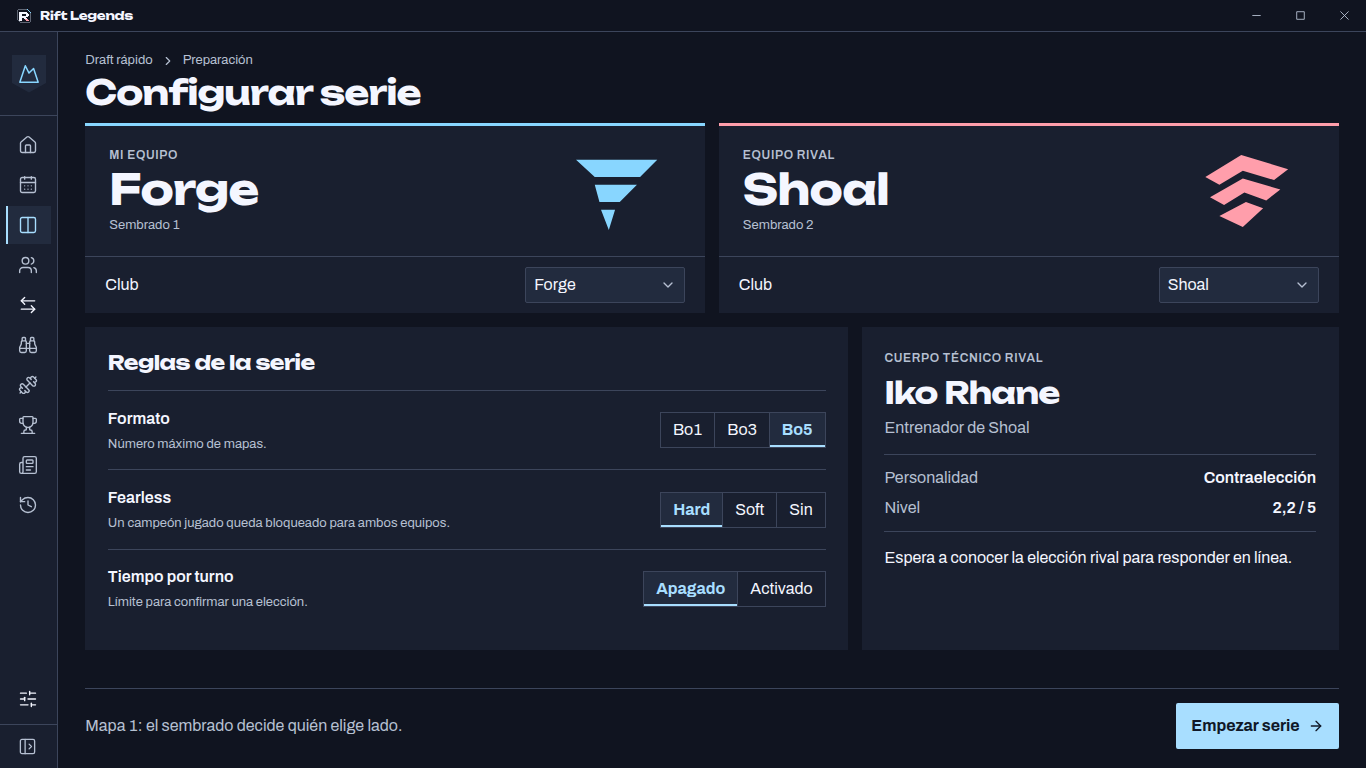 Rift Legends
Draft rápido > Preparación
Configurar serie
MI EQUIPO
Forge
Sembrado 1
Club
Forge
EQUIPO RIVAL
Shoal
Sembrado 2
Club
Shoal
Reglas de la serie
Formato
Número máximo de mapas.
Bo1 Bo3 Bo5
Fearless
Un campeón jugado queda bloqueado para ambos equipos.
Hard Soft Sin
Tiempo por turno
Límite para confirmar una elección.
Apagado Activado
CUERPO TÉCNICO RIVAL
Iko Rhane
Entrenador de Shoal
Personalidad Contraelección
Nivel 2,2 / 5
Espera a conocer la elección rival para responder en línea.
Mapa 1: el sembrado decide quién elige lado.
Empezar serie →